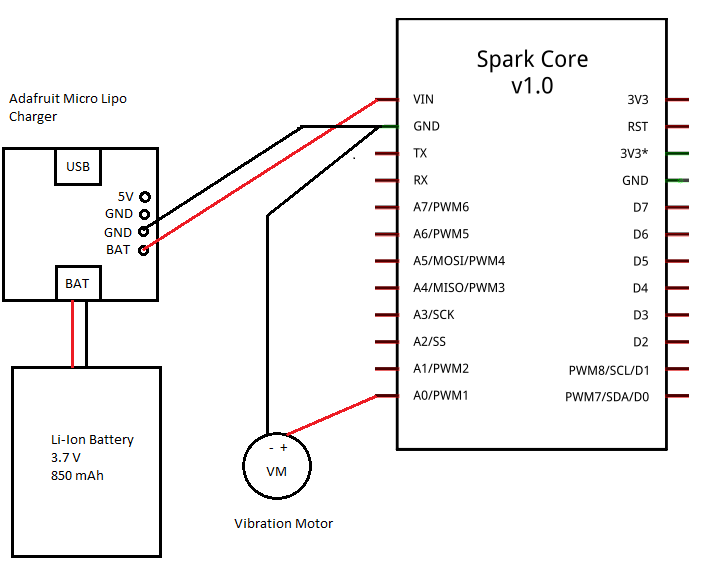 Spark Core
v1.0
Adafruit Micro Lipo
Charger
USB
5V
GND
GND
BAT
BAT
Li-Ion Battery
3.7 V
850 mAh
- +
VM
Vibration Motor
VIN
GND
TX
RX
A7/PWM6
A6/PWM5
A5/MOSI/PWM4
A4/MISO/PWM3
A3/SCK
A2/SS
A1/PWM2
A0/PWM1
3V3
RST
3V3*
GND
D7
D6
D5
D4
D3
D2
PWM8/SCL/D1
PWM7/SDA/D0